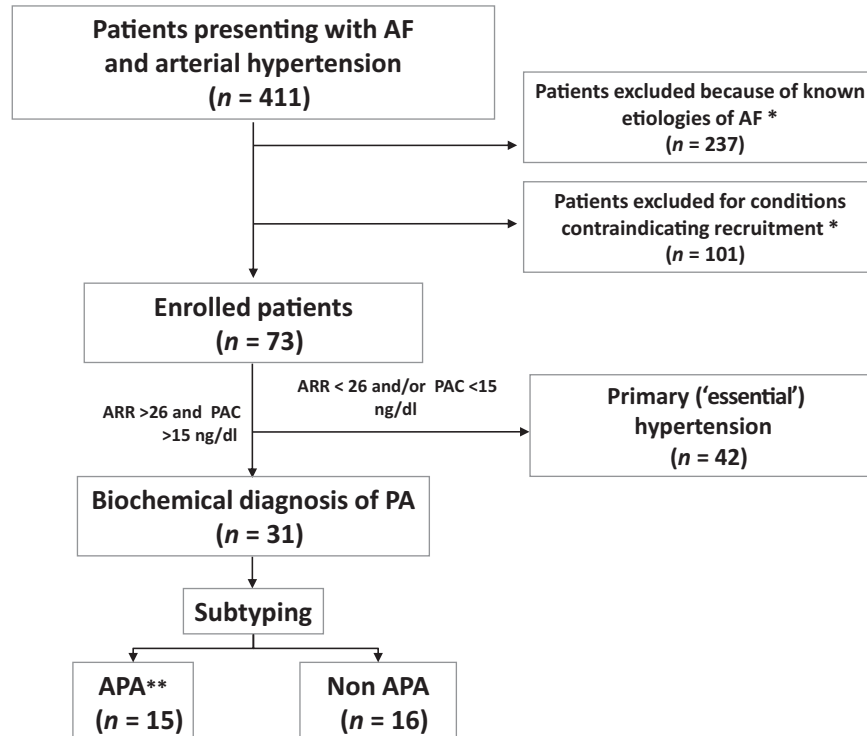 Patients presenting with AF
and arterial hypertension
(n = 411)
Patients excluded because of known
etiologies of AF *
(n = 237)
Patients excluded for conditions
contraindicating recruitment *
(n = 101)
Enrolled patients
(n = 73)
ARR < 26 and/or PAC <15
ng/dl
ARR >26 and PAC
>15 ng/dl
Primary (‘essential’)
hypertension
(n = 42)
Biochemical diagnosis of PA
(n = 31)
Subtyping
APA**
(n = 15)
Non APA
(n = 16)